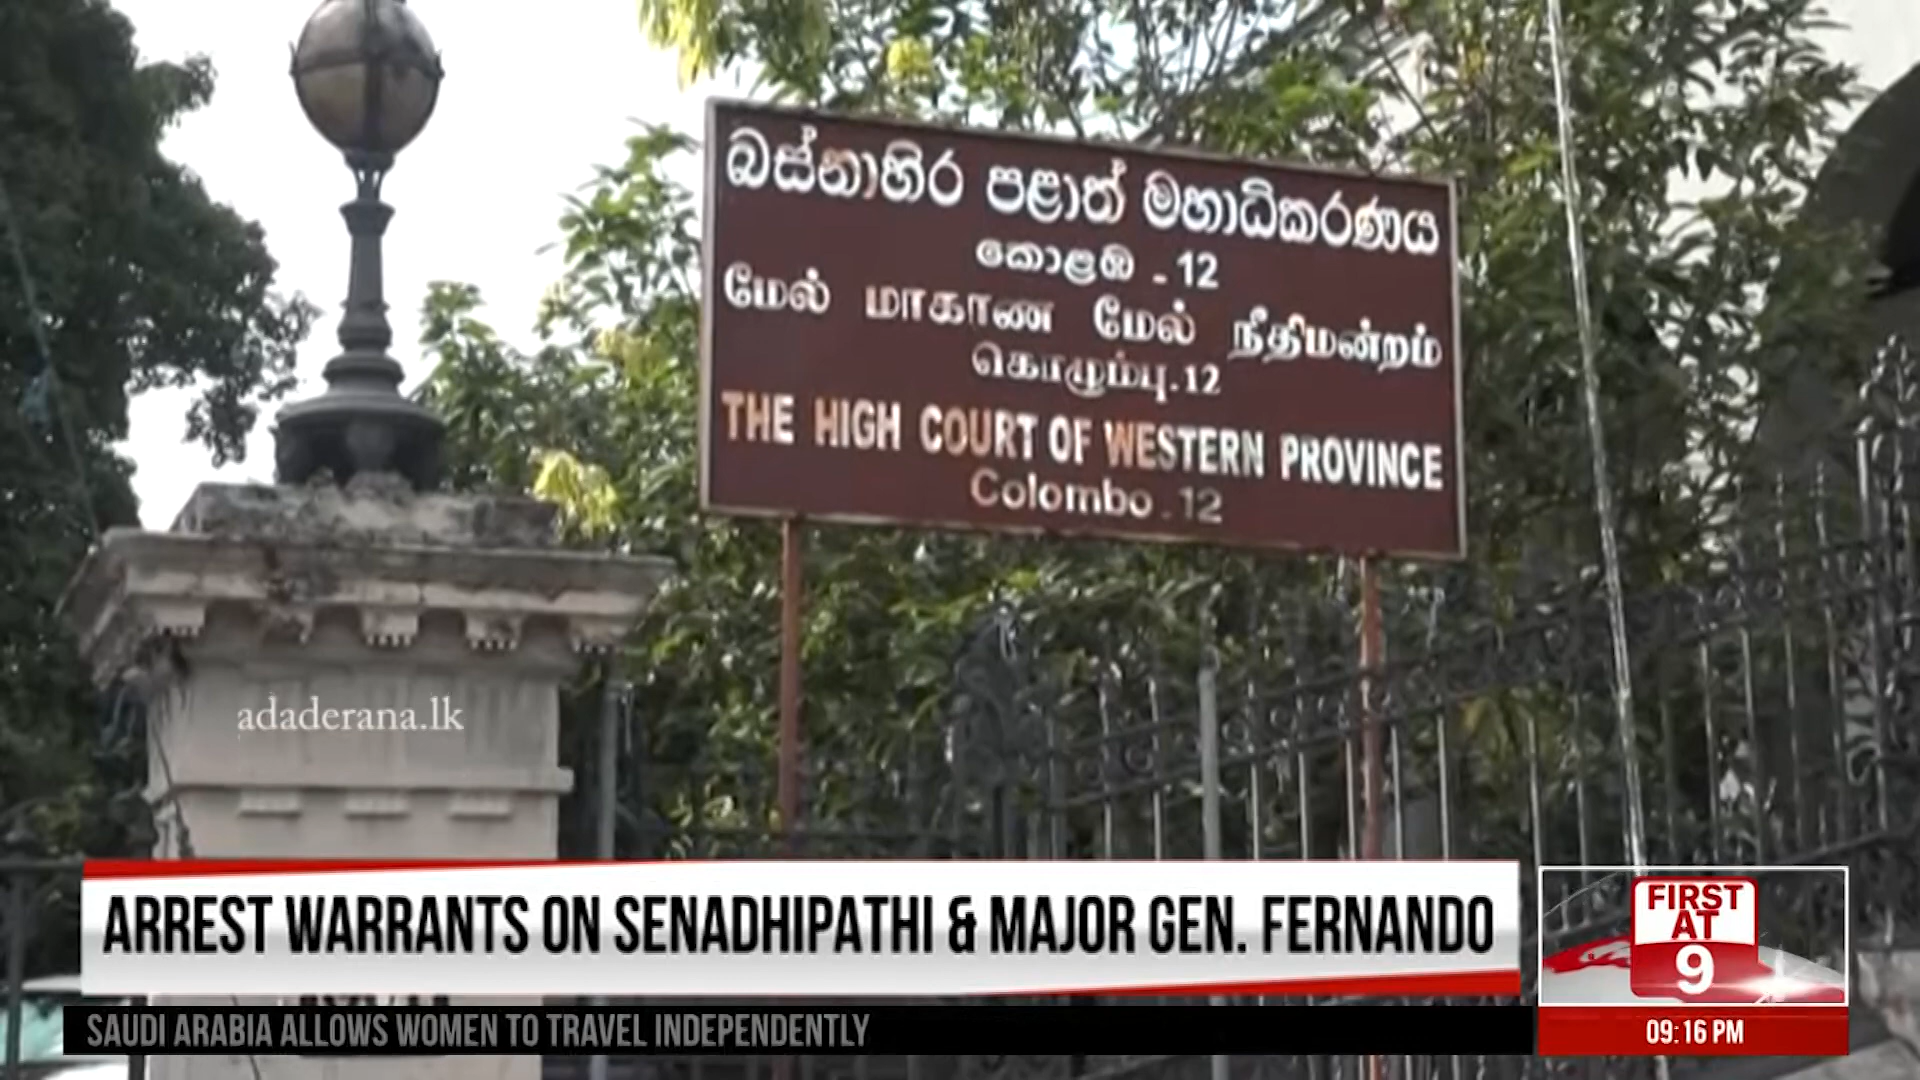 බස්නාහිර පළාත් මහාධිකරණය
කොළඹ - 12
மேல் மாகாண மேல் நீதிமன்றம்
கொழும்பு.12
THE HIGH COURT OF WESTERN PROVINCE
Colombo.12
adaderana.lk
ARREST WARRANTS ON SENADHIPATHI & MAJOR GEN. FERNANDO
FIRST
AT
9
SAUDI ARABIA ALLOWS WOMEN TO TRAVEL INDEPENDENTLY
09:16 PM